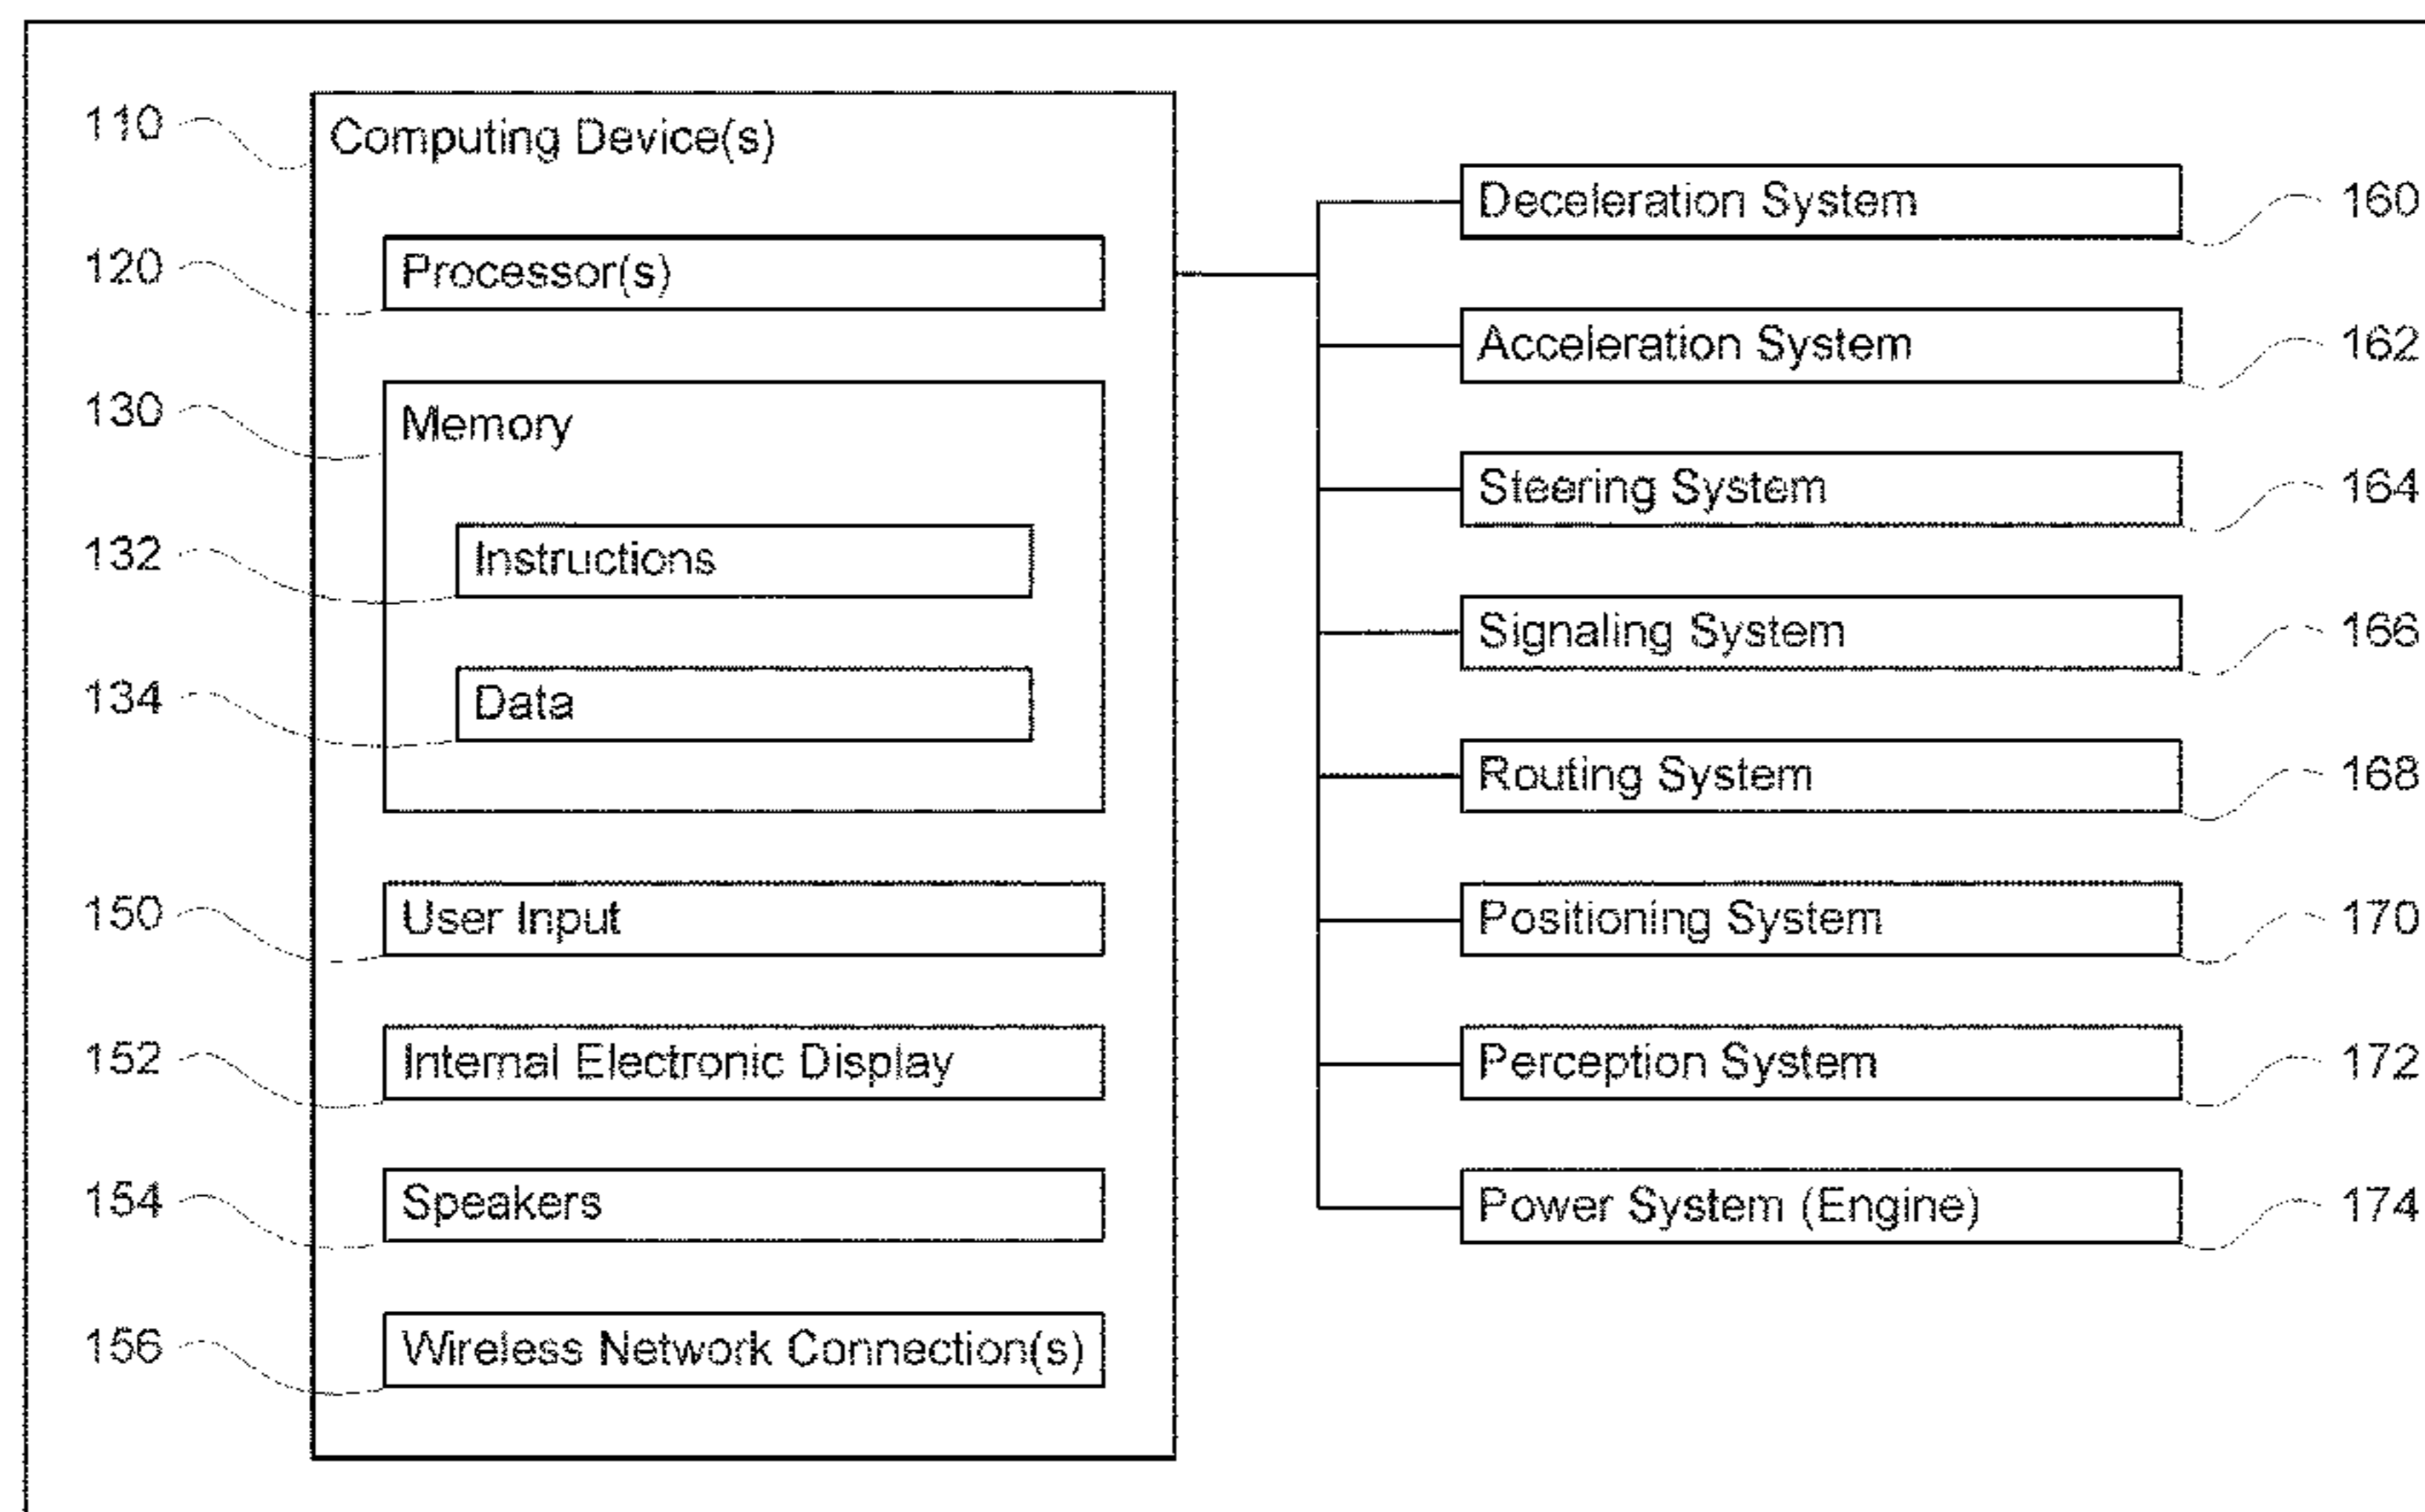 110
Computing Device(s)
120
Processor(s)
130
Memory
132
Instructions
134
Data
150
User Input
152
Internal Electronic Display
154
Speakers
156
Wireless Network Connection(s)
Deceleration System
160
Acceleration System
162
Steering System
164
Signaling System
166
Routing System
168
Positioning System
170
Perception System
172
Power System (Engine)
174